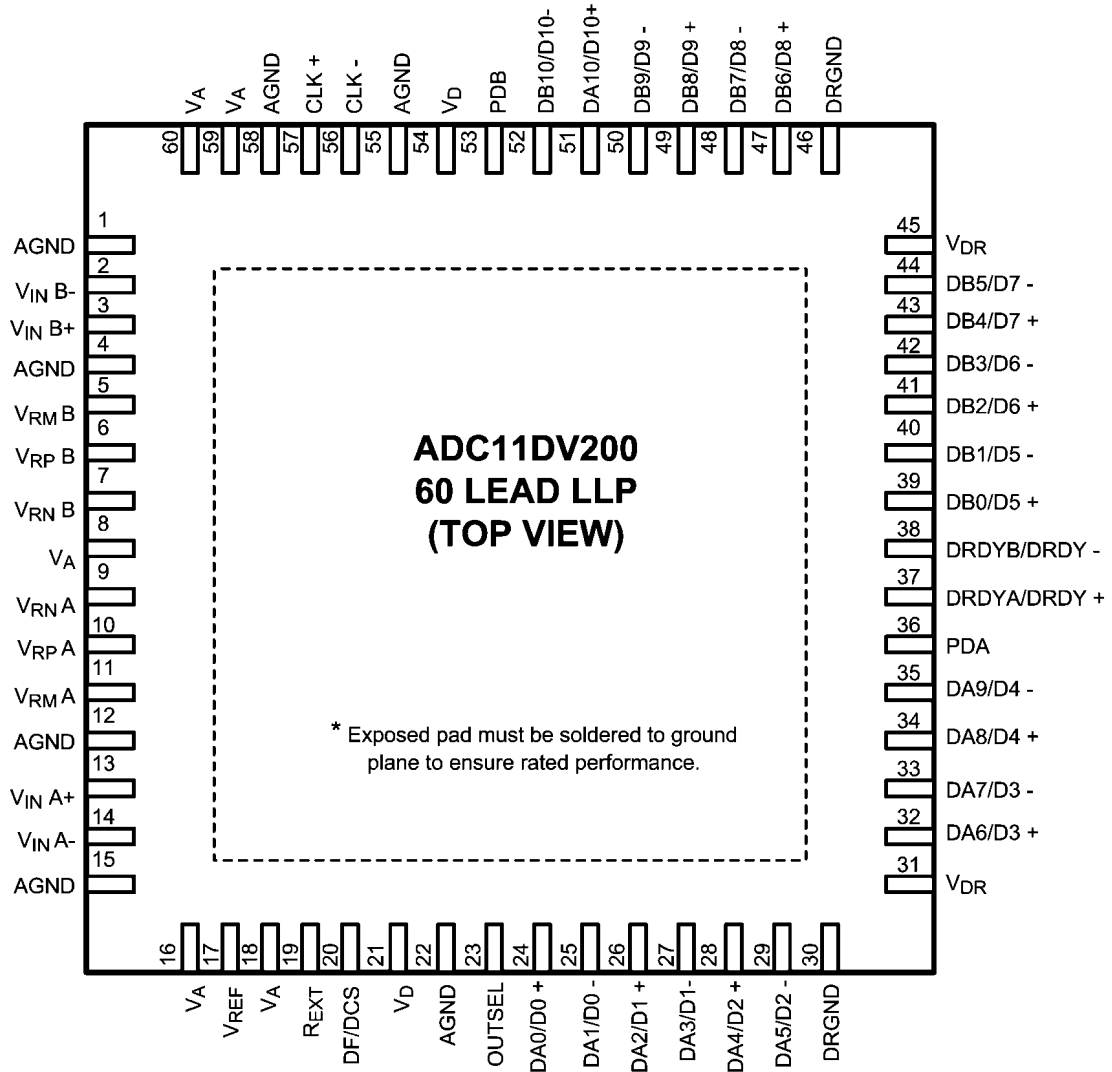 VA
VA
AGND
CLK +
CLK -
AGND
VD
PDB
DB10/D10-
DA10/D10+
DB9/D9 -
DB8/D9 +
DB7/D8 -
DB6/D8 +
DRGND
60
59
58
57
56
55
54
53
52
51
50
49
48
47
46
1
AGND
2
VIN B-
3
VIN B+
4
AGND
5
VRM B
6
VRP B
7
VRN B
8
VA
9
VRN A
10
VRP A
11
VRM A
12
AGND
13
VIN A+
14
VIN A-
15
AGND
ADC11DV200
60 LEAD LLP
(TOP VIEW)
* Exposed pad must be soldered to ground
plane to ensure rated performance.
45
VDR
44
DB5/D7 -
43
DB4/D7 +
42
DB3/D6 -
41
DB2/D6 +
40
DB1/D5 -
39
DB0/D5 +
38
DRDYB/DRDY -
37
DRDYA/DRDY +
36
PDA
35
DA9/D4 -
34
DA8/D4 +
33
DA7/D3 -
32
DA6/D3 +
31
VDR
16
17
18
19
20
21
22
23
24
25
26
27
28
29
30
VA
VREF
VA
REXT
DF/DCS
VD
AGND
OUTSEL
DA0/D0 +
DA1/D0 -
DA2/D1 +
DA3/D1-
DA4/D2 +
DA5/D2 -
DRGND